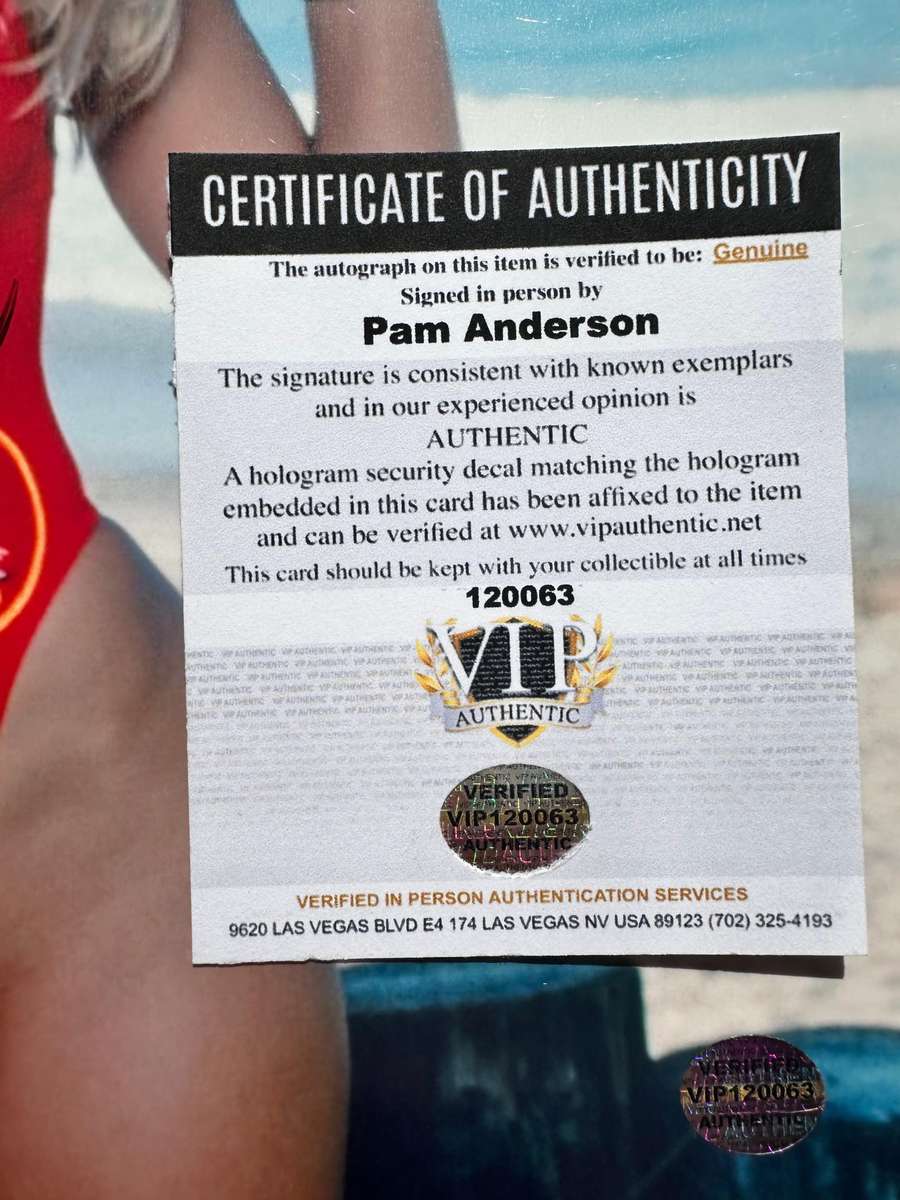 CERTIFICATE OF AUTHENTICITY
The autograph on this item is verified to be: Genuine
Signed in person by
Pam Anderson
The signature is consistent with known exemplars
and in our experienced opinion is
AUTHENTIC
A hologram security decal matching the hologram
embedded in this card has been affixed to the item
and can be verified at www.vipauthentic.net
This card should be kept with your collectible at all times
120063
VIP
AUTHENTIC
VERIFIED
VIP120063
AUTHENTIC
VERIFIED IN PERSON AUTHENTICATION SERVICES
9620 LAS VEGAS BLVD E4 174 LAS VEGAS NV USA 89123 (702) 325-4193
VERIFIED
VIP120063
AUTHENTIC